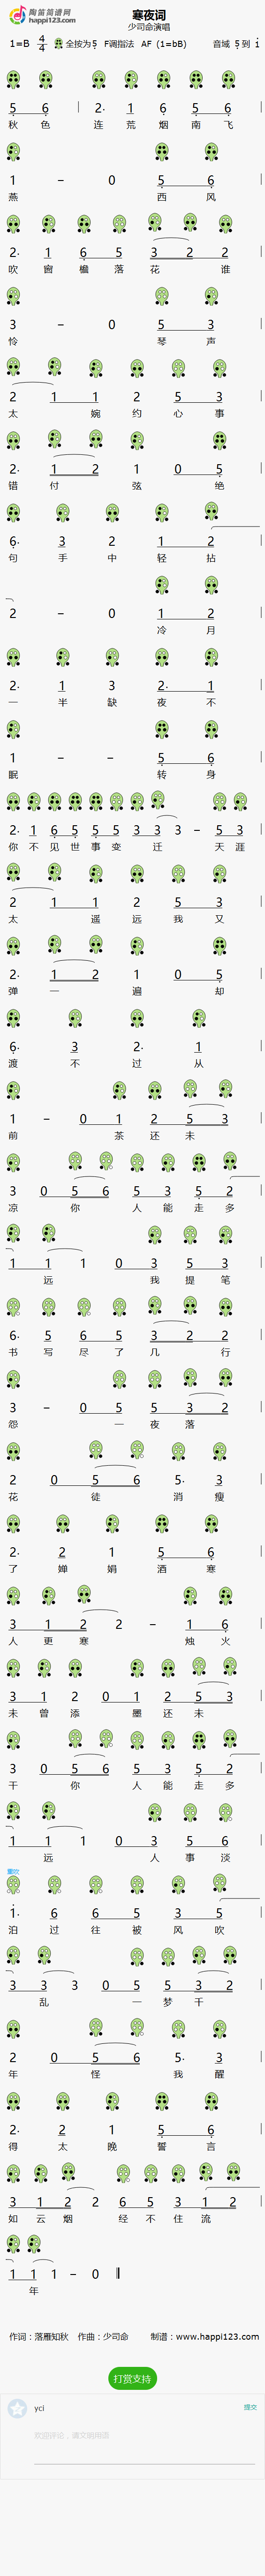 陶笛简谱网
happi123.com
寒夜词
少司命演唱
1=B 4/4 全按为5 F调指法 AF (1=bB) 音域 5 到 1
5 6 | 2· 1 6 5 6 |
秋 色 连 荒 烟 南 飞
1 – 0 5 6 |
燕 西 风
2· 1 6 5 3 2 2 |
吹 窗 檐 落 花 谁
3 – 0 5 3 |
怜 琴 声
2 1 1 2 5 3 |
太 婉 约 心 事
2· 1 2 1 0 5 |
错 付 弦 绝
6· 3 2 1 2 |
句 手 中 轻 拈
2 – 0 1 2 |
冷 月
2· 1 3 2· 1 |
一 半 缺 夜 不
1 – – 5 6 |
眠 转 身
2· 1 6 5 5 5 3 3 3 – 5 3 |
你 不 见 世 事 变 迁 天 涯
2 1 1 2 5 3 |
太 遥 远 我 又
2· 1 2 1 0 5 |
弹 一 遍 却
6· 3 2· 1 |
渡 不 过 从
1 – 0 1 2 5 3 |
前 茶 还 未
3 0 5 6 5 3 5 2 |
凉 你 人 能 走 多
1 1 1 0 3 5 3 |
远 我 提 笔
6· 5 6 5 3 2 2 |
书 写 尽 了 几 行
3 – 0 5 5 3 2 |
怨 一 夜 落
2 0 5 6 5· 3 |
花 徒 消 瘦
2· 2 1 5 6 |
了 婵 娟 酒 寒
3 1 2 2 – 1 6 |
人 更 寒 烛 火
3 1 2 0 1 2 5 3 |
未 曾 添 墨 还 未
3 0 5 6 5 3 5 2 |
干 你 人 能 走 多
1 1 1 0 3 5 6 |
远 人 事 淡
重吹
1· 6 6 5 3 5 |
泊 过 往 被 风 吹
3 3 3 0 5 5 3 2 |
乱 一 梦 千
2 0 5 6 5· 3 |
年 怪 我 醒
2· 2 1 5 6 |
得 太 晚 誓 言
3 1 2 2 6 5 3 1 2 |
如 云 烟 经 不 住 流
1 1 1 – 0 ‖
年
作词：落雁知秋 作曲：少司命 制谱：www.happi123.com
打赏支持
yci 提交
欢迎评论，请文明用语